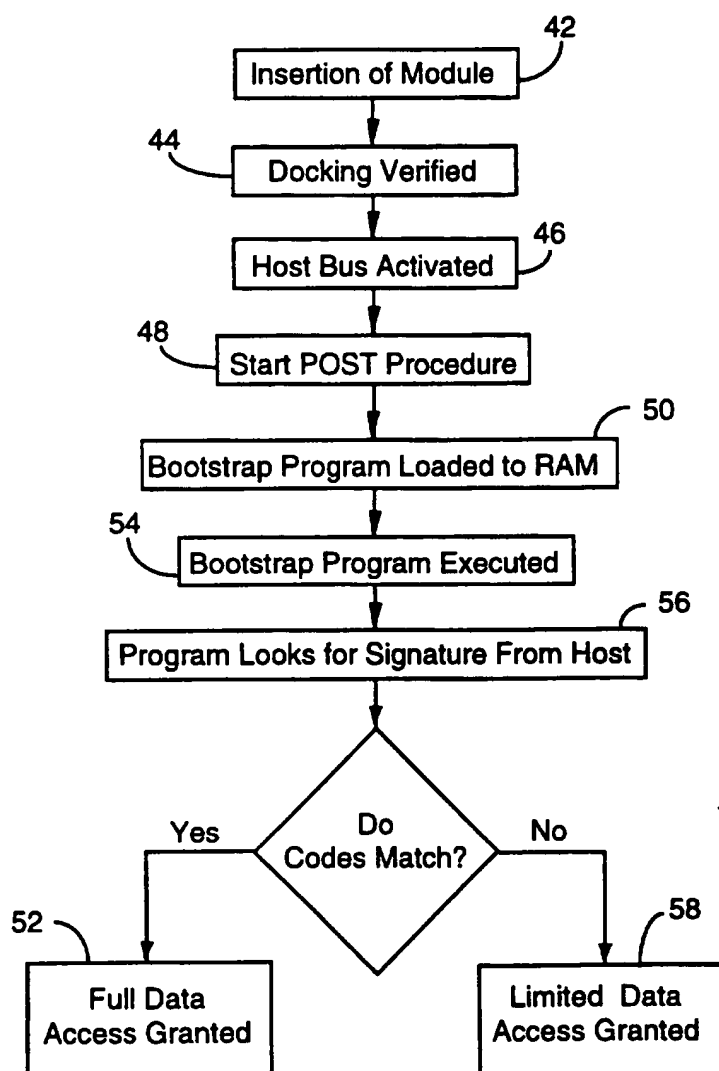 42
Insertion of Module
44
Docking Verified
46
Host Bus Activated
48
Start POST Procedure
50
Bootstrap Program Loaded to RAM
54
Bootstrap Program Executed
56
Program Looks for Signature From Host
Do
Codes Match?
Yes
No
52
Full Data
Access Granted
58
Limited Data
Access Granted